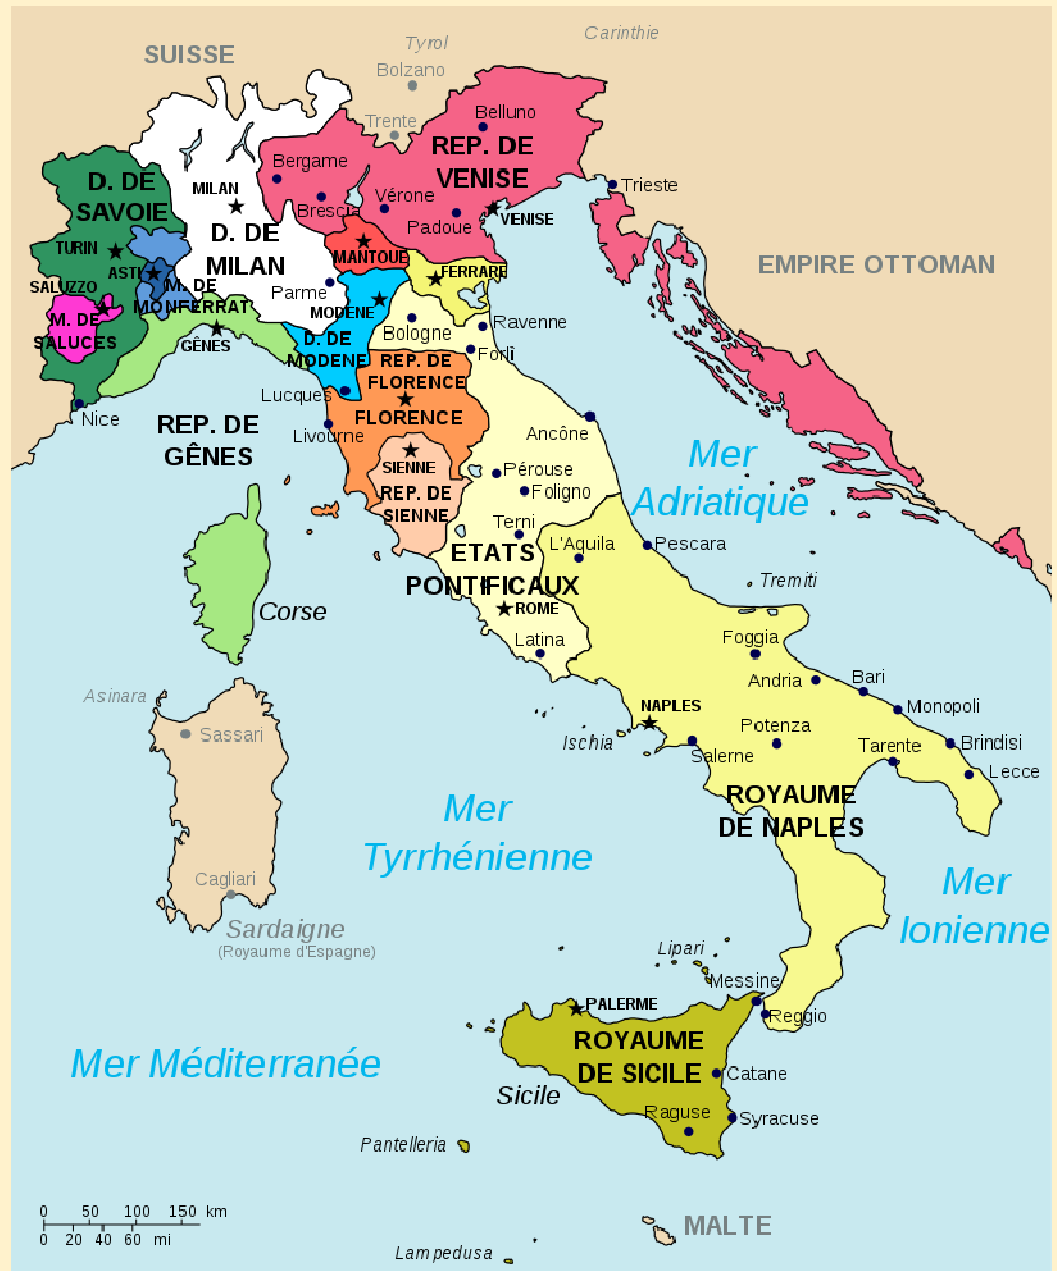 Carinthie
Tyrol
SUISSE
Bolzano
Belluno
Trente
REP. DE
VENISE
Bergame
D. DE
SAVOIE
MILAN
Vérone
Brescia
Trieste
VENISE
Padoue
D. DE
MILAN
TURIN
MANTOUE
EMPIRE OTTOMAN
ASTI
FERRARE
SALUZZO
M. DE
MONFERRAT
Parme
MODÈNE
M. DE
SALUCES
GÊNES
Bologne
Ravenne
D. DE
MODENE
Forlì
REP. DE
FLORENCE
Lucques
FLORENCE
Nice
REP. DE
GÊNES
Livourne
Ancône
SIENNE
Pérouse
Mer
Adriatique
REP. DE
SIENNE
Foligno
Terni
L'Aquila
Pescara
ETATS
PONTIFICAUX
Tremiti
ROME
Corse
Latina
Foggia
Andria
Bari
Asinara
NAPLES
Monopoli
Sassari
Ischia
Potenza
Salerne
Tarente
Brindisi
Lecce
ROYAUME
DE NAPLES
Mer
Tyrrhénienne
Mer
Ionienne
Cagliari
Sardaigne
(Royaume d'Espagne)
Lipari
Messine
PALERME
Reggio
ROYAUME
DE SICILE
Mer Méditerranée
Catane
Sicile
Raguse
Syracuse
Pantelleria
0 50 100 150 km
0 20 40 60 mi
MALTE
Lampedusa